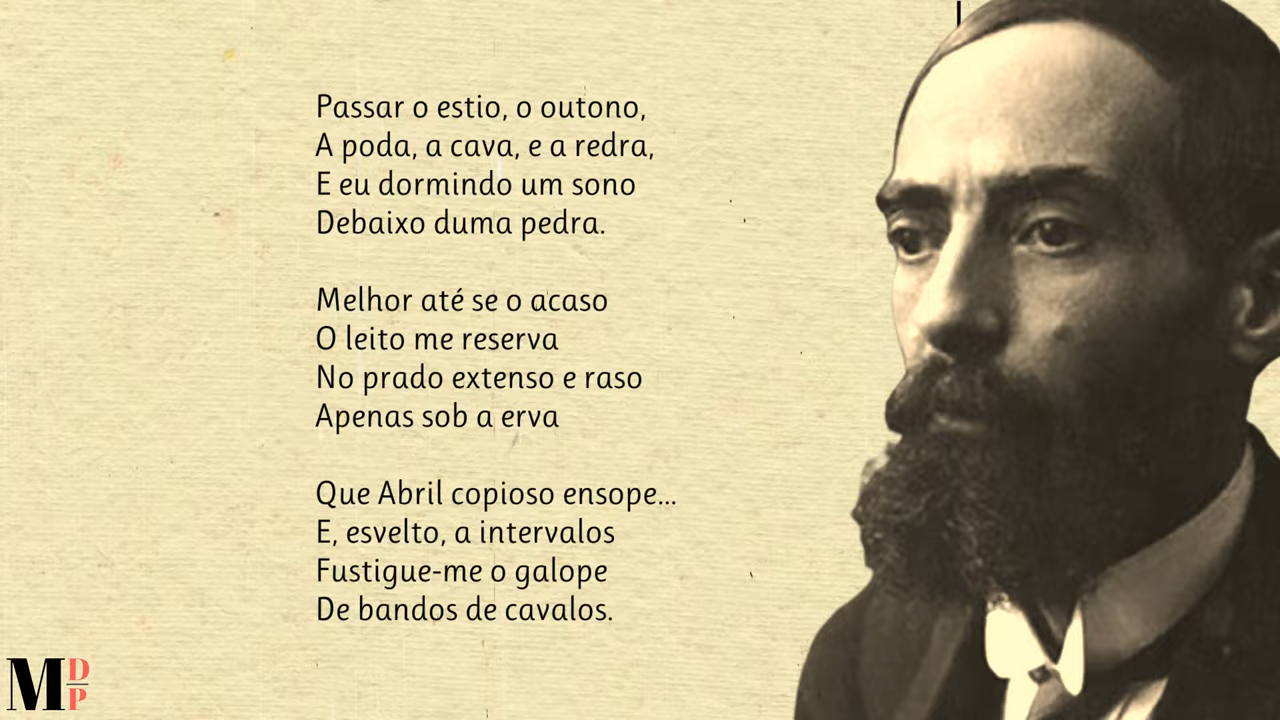 Passar o estio, o outono,
A poda, a cava, e a redra,
E eu dormindo um sono
Debaixo duma pedra.
Melhor até se o acaso
O leito me reserva
No prado extenso e raso
Apenas sob a erva
Que Abril copioso ensope...
E, esvelto, a intervalos
Fustigue-me o galope
De bandos de cavalos.
M D P